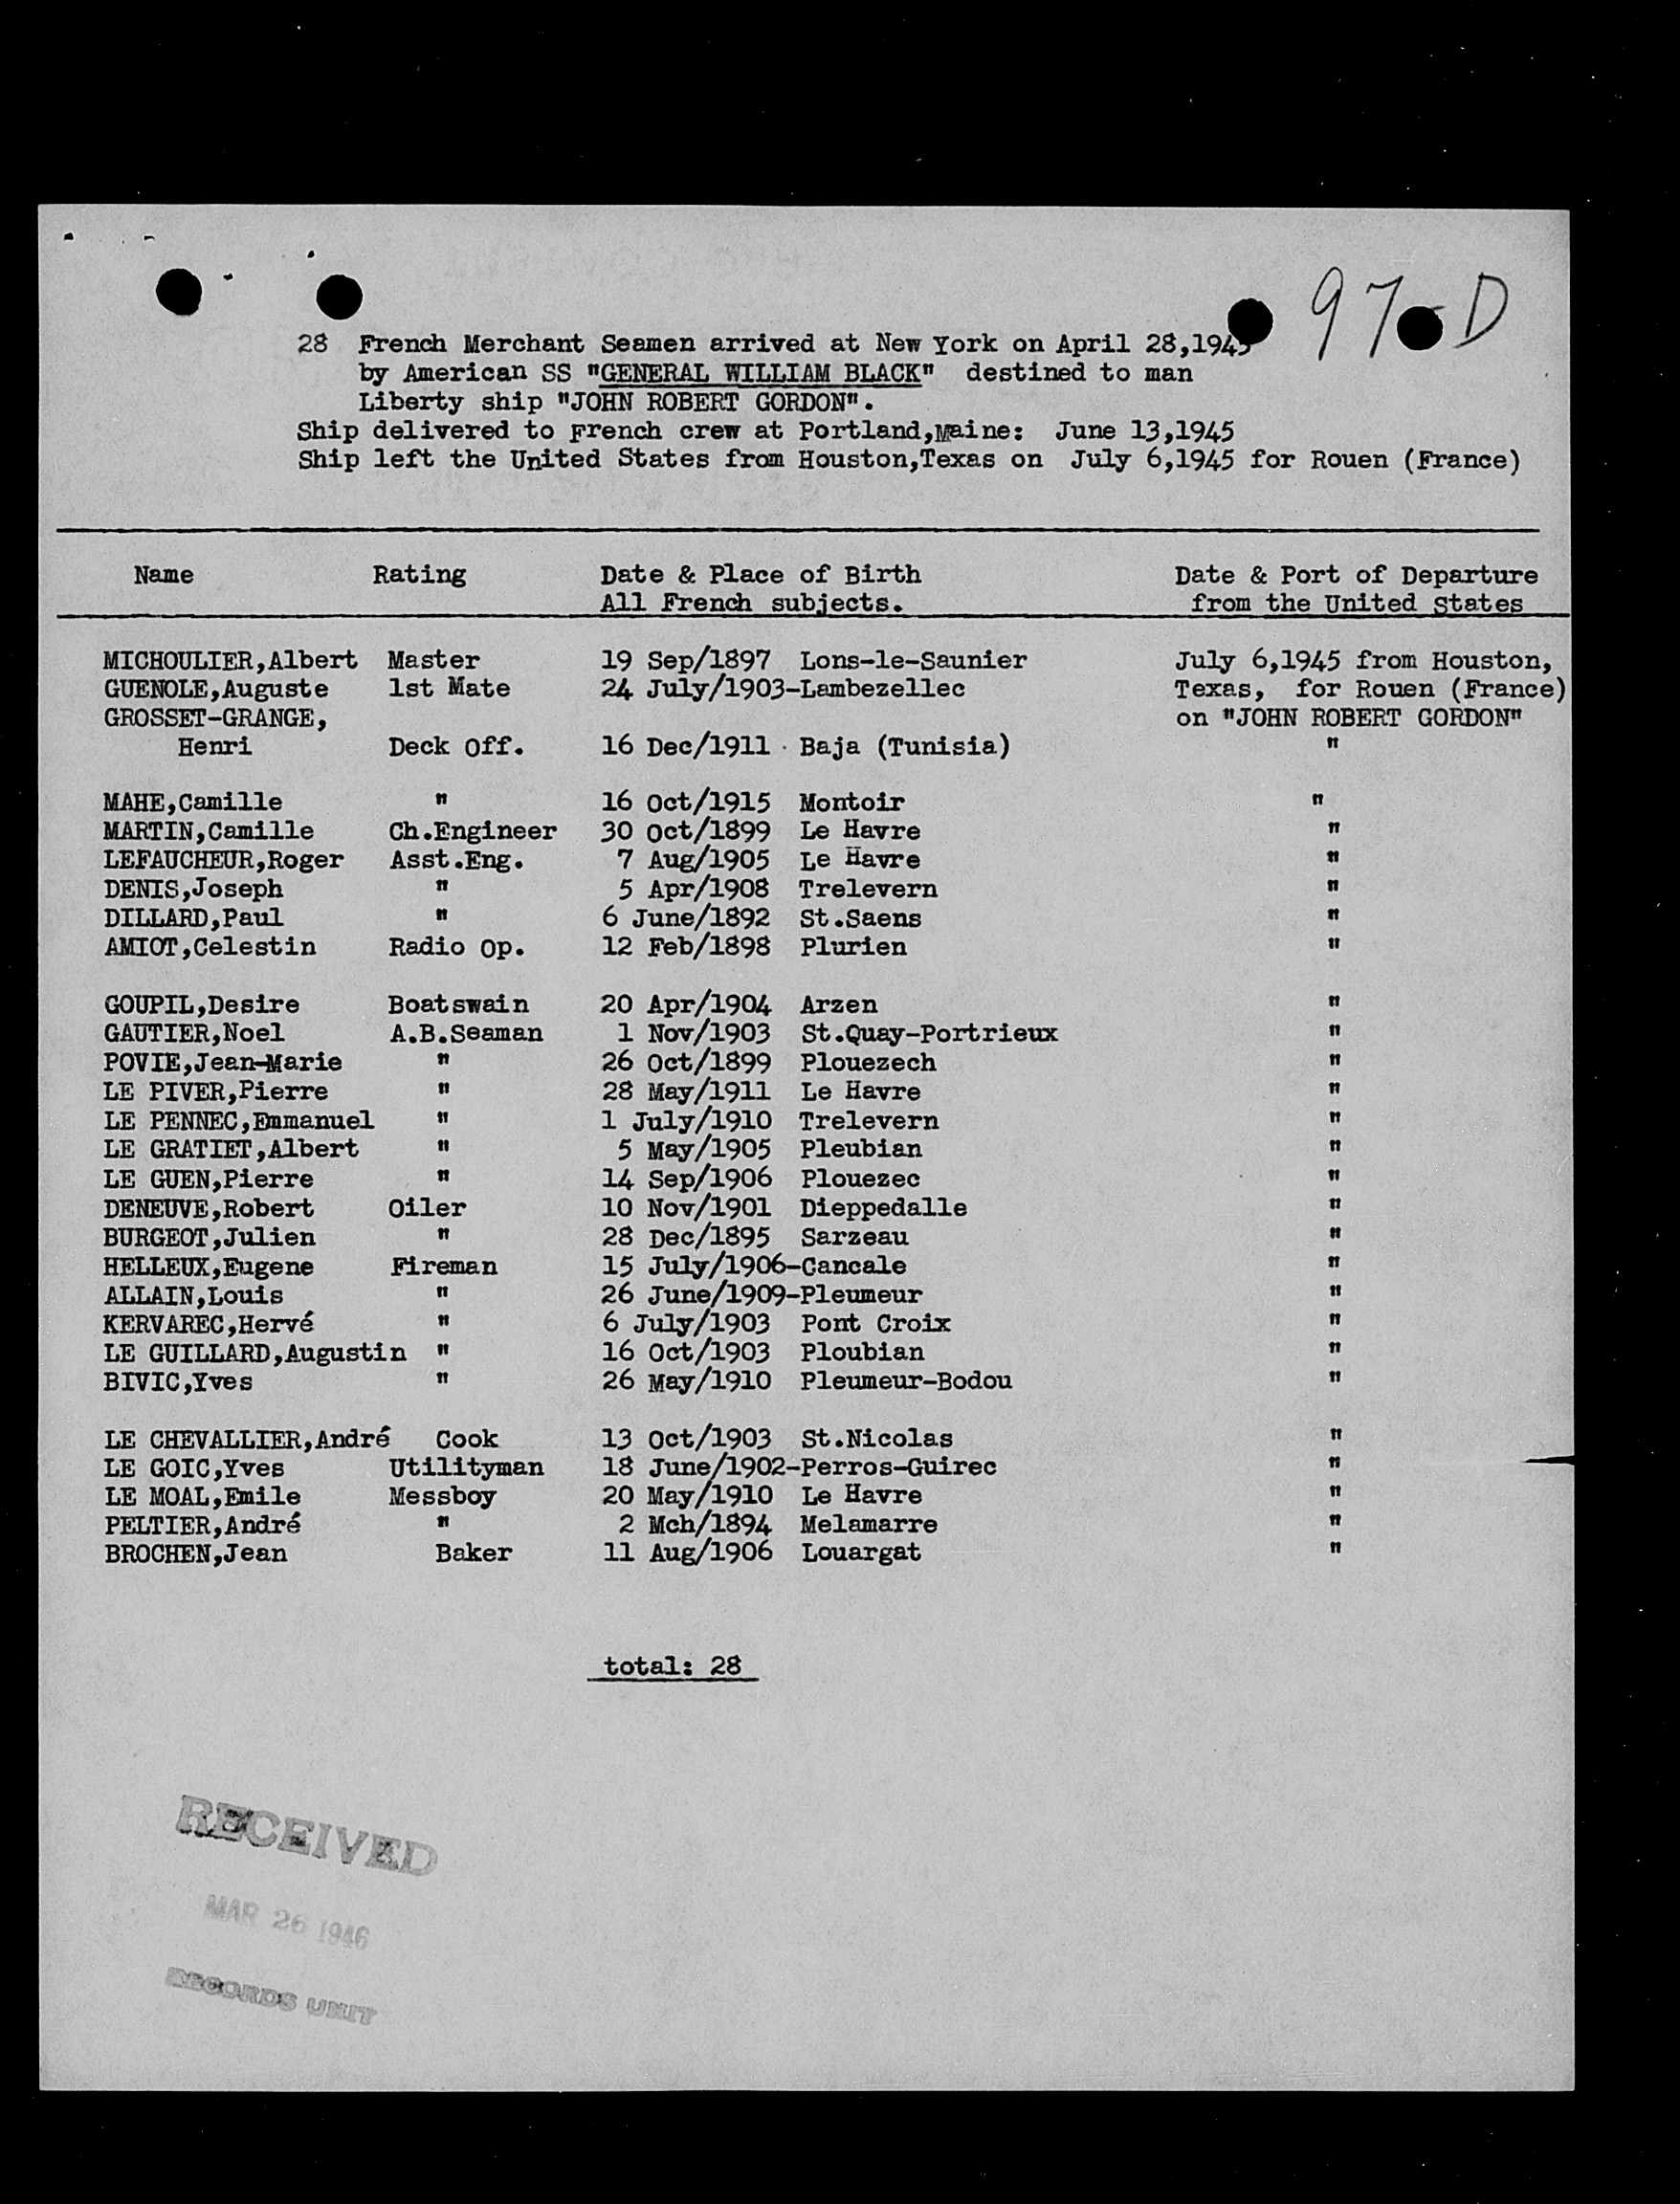 97-D
28 French Merchant Seamen arrived at New York on April 28,1945
by American SS "GENERAL WILLIAM BLACK" destined to man
Liberty ship "JOHN ROBERT GORDON".
Ship delivered to French crew at Portland,Maine: June 13,1945
Ship left the United States from Houston,Texas on July 6,1945 for Rouen (France)
Name Rating Date & Place of Birth Date & Port of Departure
All French subjects. from the United States
MICHOULIER,Albert Master 19 Sep/1897 Lons-le-Saunier July 6,1945 from Houston,
GUENOLE,Auguste 1st Mate 24 July/1903-Lambezellec Texas, for Rouen (France)
GROSSET-GRANGE, on "JOHN ROBERT GORDON"
Henri Deck Off. 16 Dec/1911 Baja (Tunisia) "
MAHE,Camille " 16 Oct/1915 Montoir "
MARTIN,Camille Ch.Engineer 30 Oct/1899 Le Havre "
LEFAUCHEUR,Roger Asst.Eng. 7 Aug/1905 Le Havre "
DENIS,Joseph " 5 Apr/1908 Trelevern "
DILLARD,Paul " 6 June/1892 St.Saens "
AMIOT,Celestin Radio Op. 12 Feb/1898 Plurien "
GOUPIL,Desire Boatswain 20 Apr/1904 Arzen "
GAUTIER,Noel A.B.Seaman 1 Nov/1903 St.Quay-Portrieux "
POVIE,Jean-Marie " 26 Oct/1899 Plouezech "
LE PIVER,Pierre " 28 May/1911 Le Havre "
LE PENNEC,Emmanuel " 1 July/1910 Trelevern "
LE GRATIET,Albert " 5 May/1905 Pleubian "
LE GUEN,Pierre " 14 Sep/1906 Plouezec "
DENEUVE,Robert Oiler 10 Nov/1901 Dieppedalle "
BURGEOT,Julien " 28 Dec/1895 Sarzeau "
HELLEUX,Eugene Fireman 15 July/1906-Cancale "
ALLAIN,Louis " 26 June/1909-Pleumeur "
KERVAREC,Hervé " 6 July/1903 Pont Croix "
LE GUILLARD,Augustin " 16 Oct/1903 Ploubian "
BIVIC,Yves " 26 May/1910 Pleumeur-Bodou "
LE CHEVALLIER,André Cook 13 Oct/1903 St.Nicolas "
LE GOIC,Yves Utilityman 18 June/1902-Perros-Guirec "
LE MOAL,Emile Messboy 20 May/1910 Le Havre "
PELTIER,André " 2 Mch/1894 Melamarre "
BROCHEN,Jean Baker 11 Aug/1906 Louargat "
total: 28
RECEIVED
MAR 26 1946
RECORDS UNIT